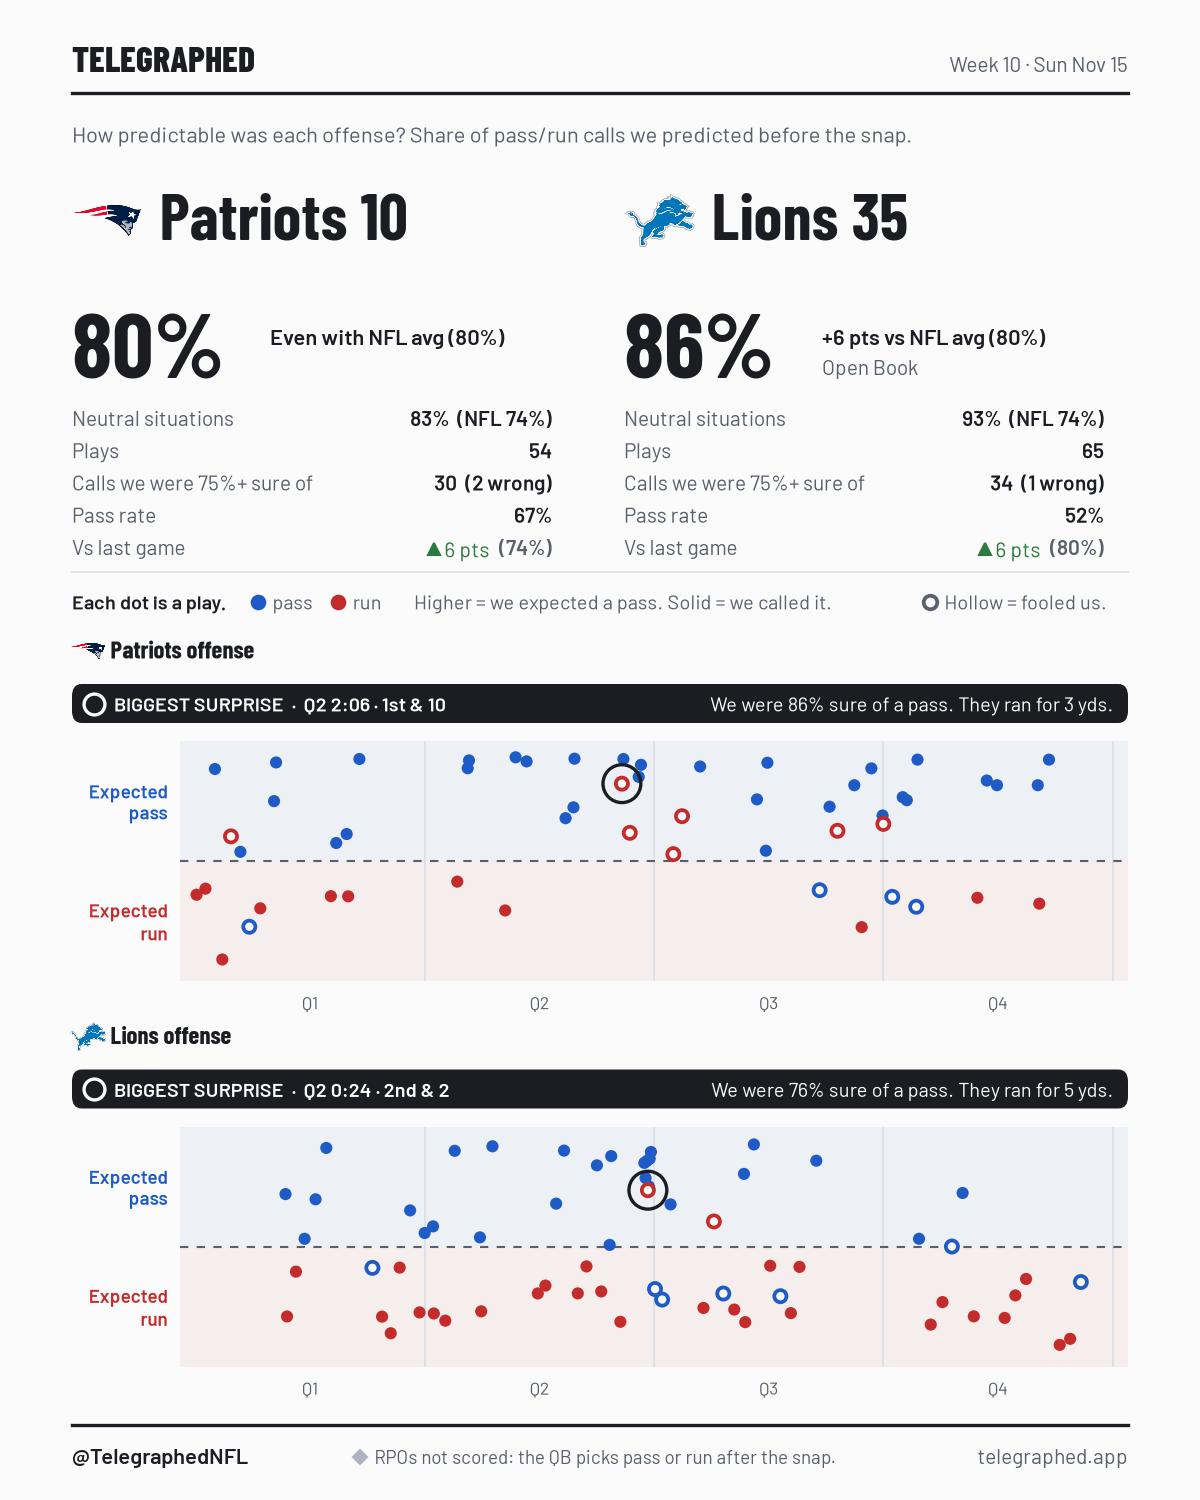 TELEGRAPHED
Week 10 · Sun Nov 15
How predictable was each offense? Share of pass/run calls we predicted before the snap.
Patriots 10
80%
Even with NFL avg (80%)
Neutral situations 83% (NFL 74%)
Plays 54
Calls we were 75%+ sure of 30 (2 wrong)
Pass rate 67%
Vs last game ▲6 pts (74%)
Lions 35
86%
+6 pts vs NFL avg (80%)
Open Book
Neutral situations 93% (NFL 74%)
Plays 65
Calls we were 75%+ sure of 34 (1 wrong)
Pass rate 52%
Vs last game ▲6 pts (80%)
Each dot is a play. pass run Higher = we expected a pass. Solid = we called it. Hollow = fooled us.
Patriots offense
BIGGEST SURPRISE · Q2 2:06 · 1st & 10 We were 86% sure of a pass. They ran for 3 yds.
Expected
pass
Expected
run
Q1 Q2 Q3 Q4
Lions offense
BIGGEST SURPRISE · Q2 0:24 · 2nd & 2 We were 76% sure of a pass. They ran for 5 yds.
Expected
pass
Expected
run
Q1 Q2 Q3 Q4
@TelegraphedNFL
RPOs not scored: the QB picks pass or run after the snap.
telegraphed.app